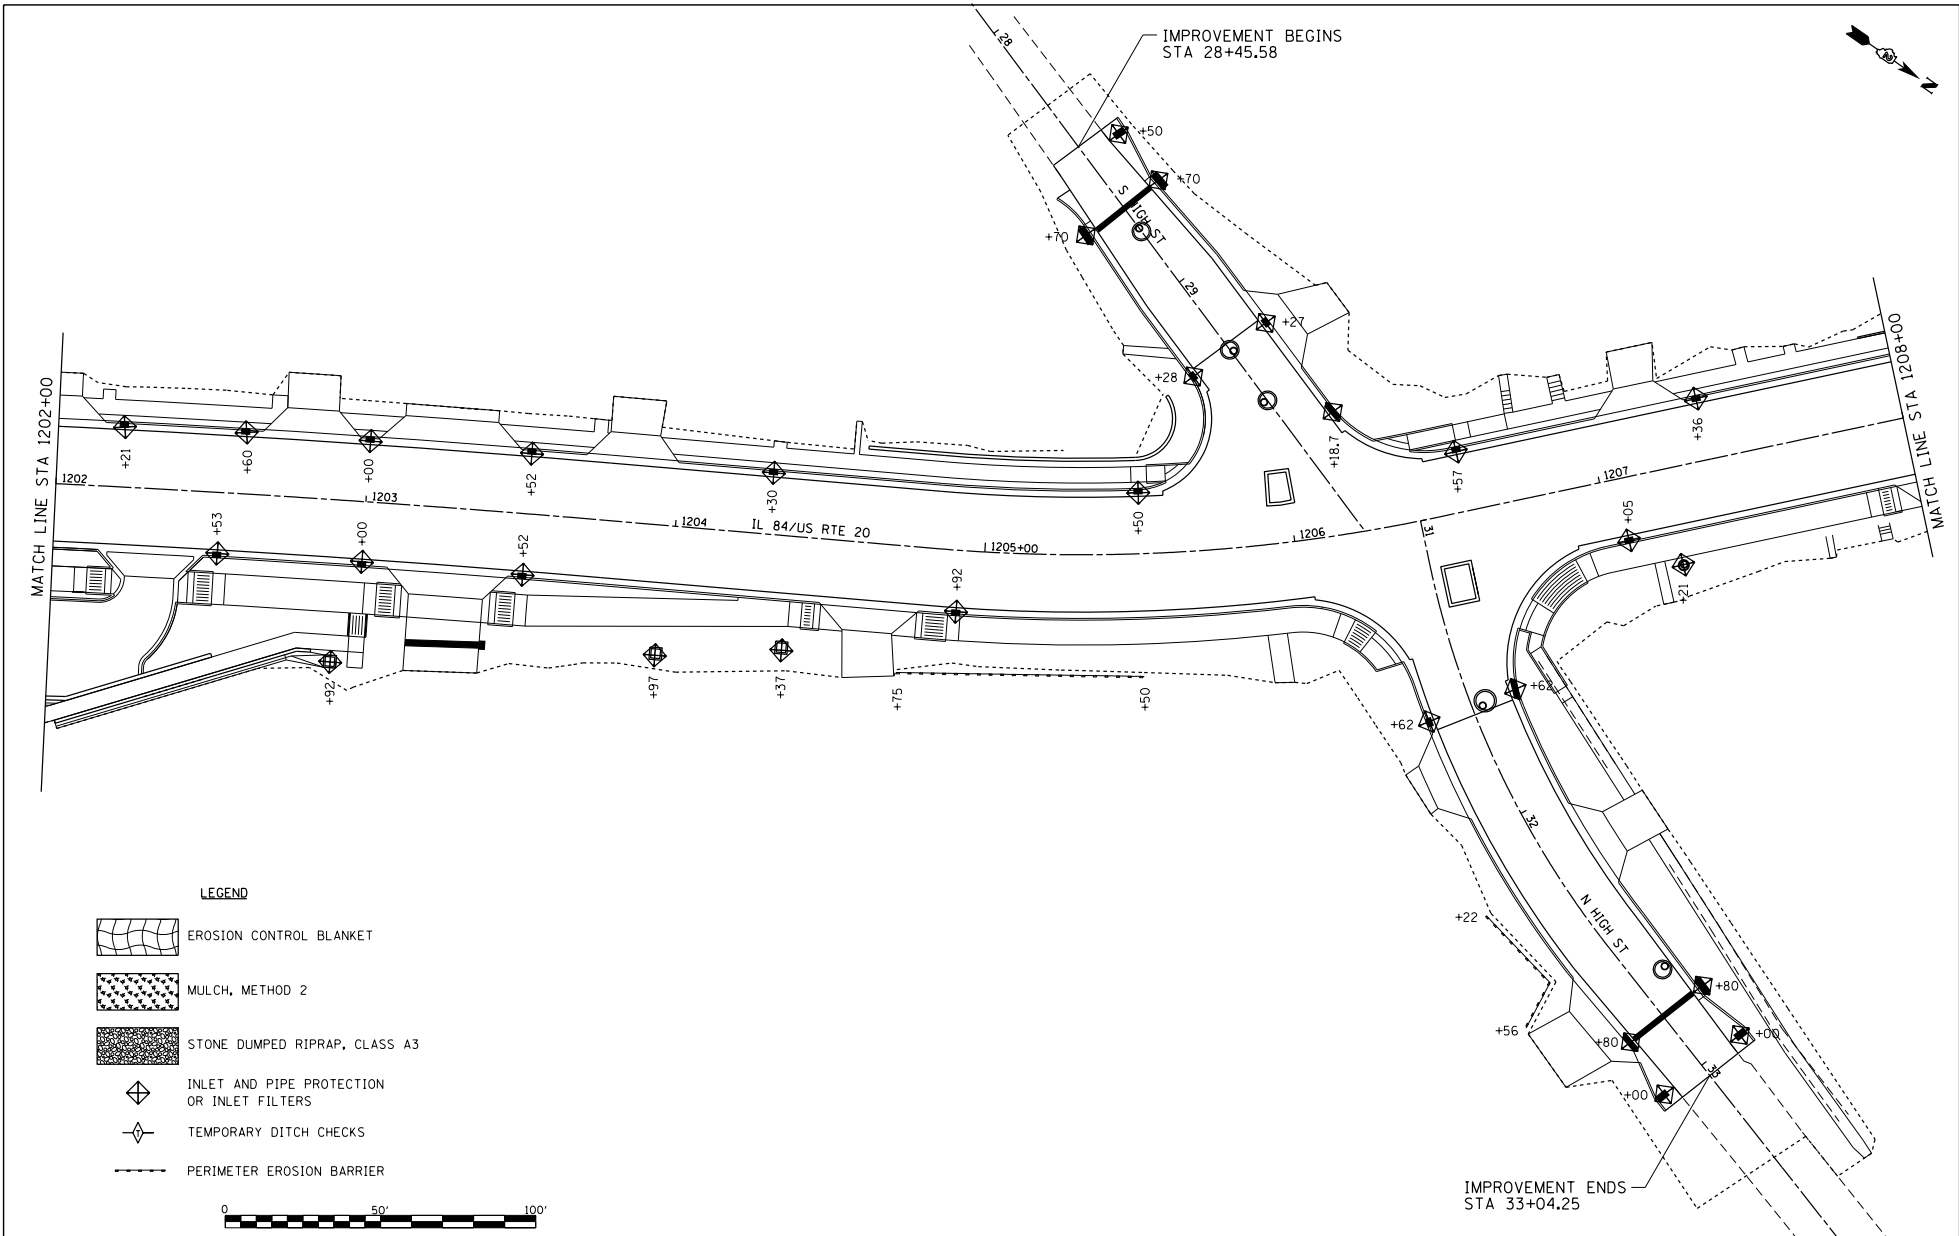 28
IMPROVEMENT BEGINS
STA 28+45.58
N
+50
+70
S HIGH ST
+70
29
+27
+28
+18.7
+57
+36
MATCH LINE STA 1208+00
MATCH LINE STA 1202+00
+21
+60
+00
+52
+30
+50
1202
1203
1204
IL 84/US RTE 20
1205+00
1206
1207
31
+53
+00
+52
+92
+05
+21
+92
+97
+37
+75
+50
+62
+62
32
N HIGH ST
+22
+56
+80
+80
+00
+00
33
IMPROVEMENT ENDS
STA 33+04.25
LEGEND
EROSION CONTROL BLANKET
MULCH, METHOD 2
STONE DUMPED RIPRAP, CLASS A3
INLET AND PIPE PROTECTION
OR INLET FILTERS
T
TEMPORARY DITCH CHECKS
PERIMETER EROSION BARRIER
0 50' 100'